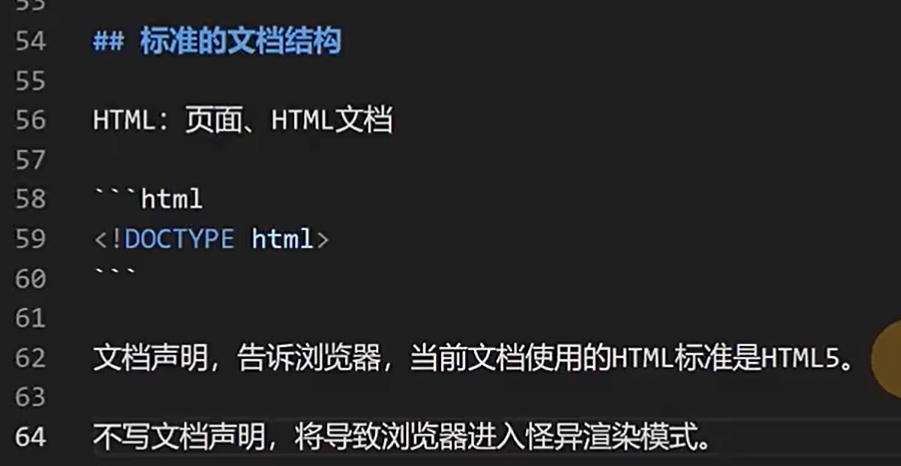 53
54 ## 标准的文档结构
55
56 HTML：页面、HTML文档
57
58 ```html
59 <!DOCTYPE html>
60 ```
61
62 文档声明，告诉浏览器，当前文档使用的HTML标准是HTML5。
63
64 不写文档声明，将导致浏览器进入怪异渲染模式。